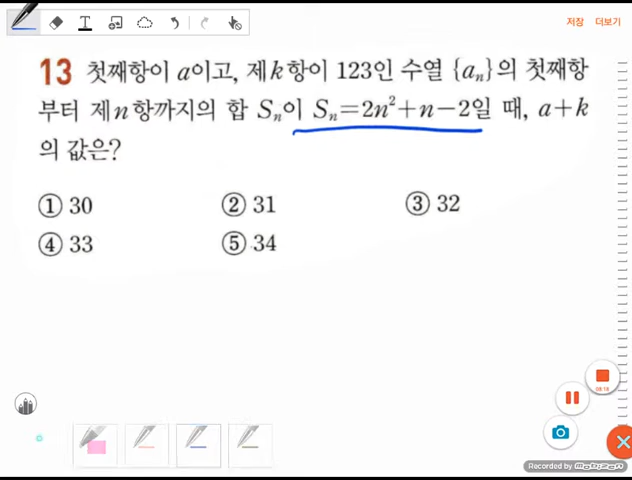 저장 더보기
13 첫째항이 a이고, 제k항이 123인 수열 {aₙ}의 첫째항
부터 제n항까지의 합 Sₙ이 Sₙ=2n²+n-2일 때, a+k
의 값은?
① 30 ② 31 ③ 32
④ 33 ⑤ 34
Recorded by mobizen